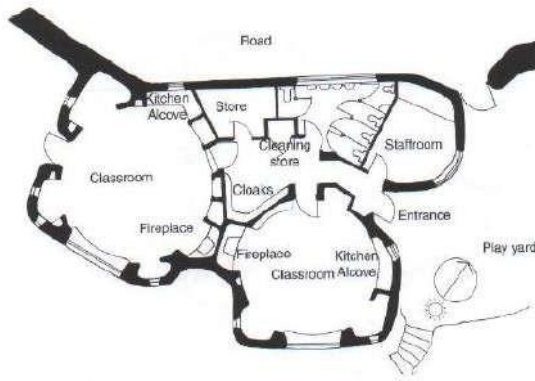 Road
Kitchen
Alcove
Store
Cleaning
store
Staffroom
Classroom
Cloaks
Entrance
Fireplace
Fireplace
Kitchen
Alcove
Classroom
Play yard